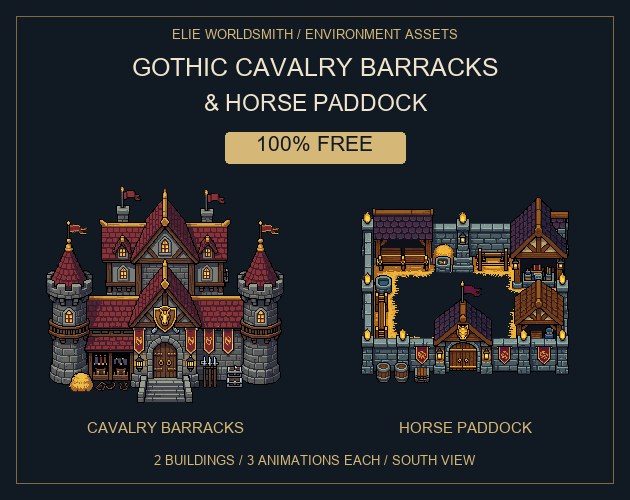 ELIE WORLDSMITH / ENVIRONMENT ASSETS
GOTHIC CAVALRY BARRACKS
& HORSE PADDOCK
100% FREE
CAVALRY BARRACKS
HORSE PADDOCK
2 BUILDINGS / 3 ANIMATIONS EACH / SOUTH VIEW